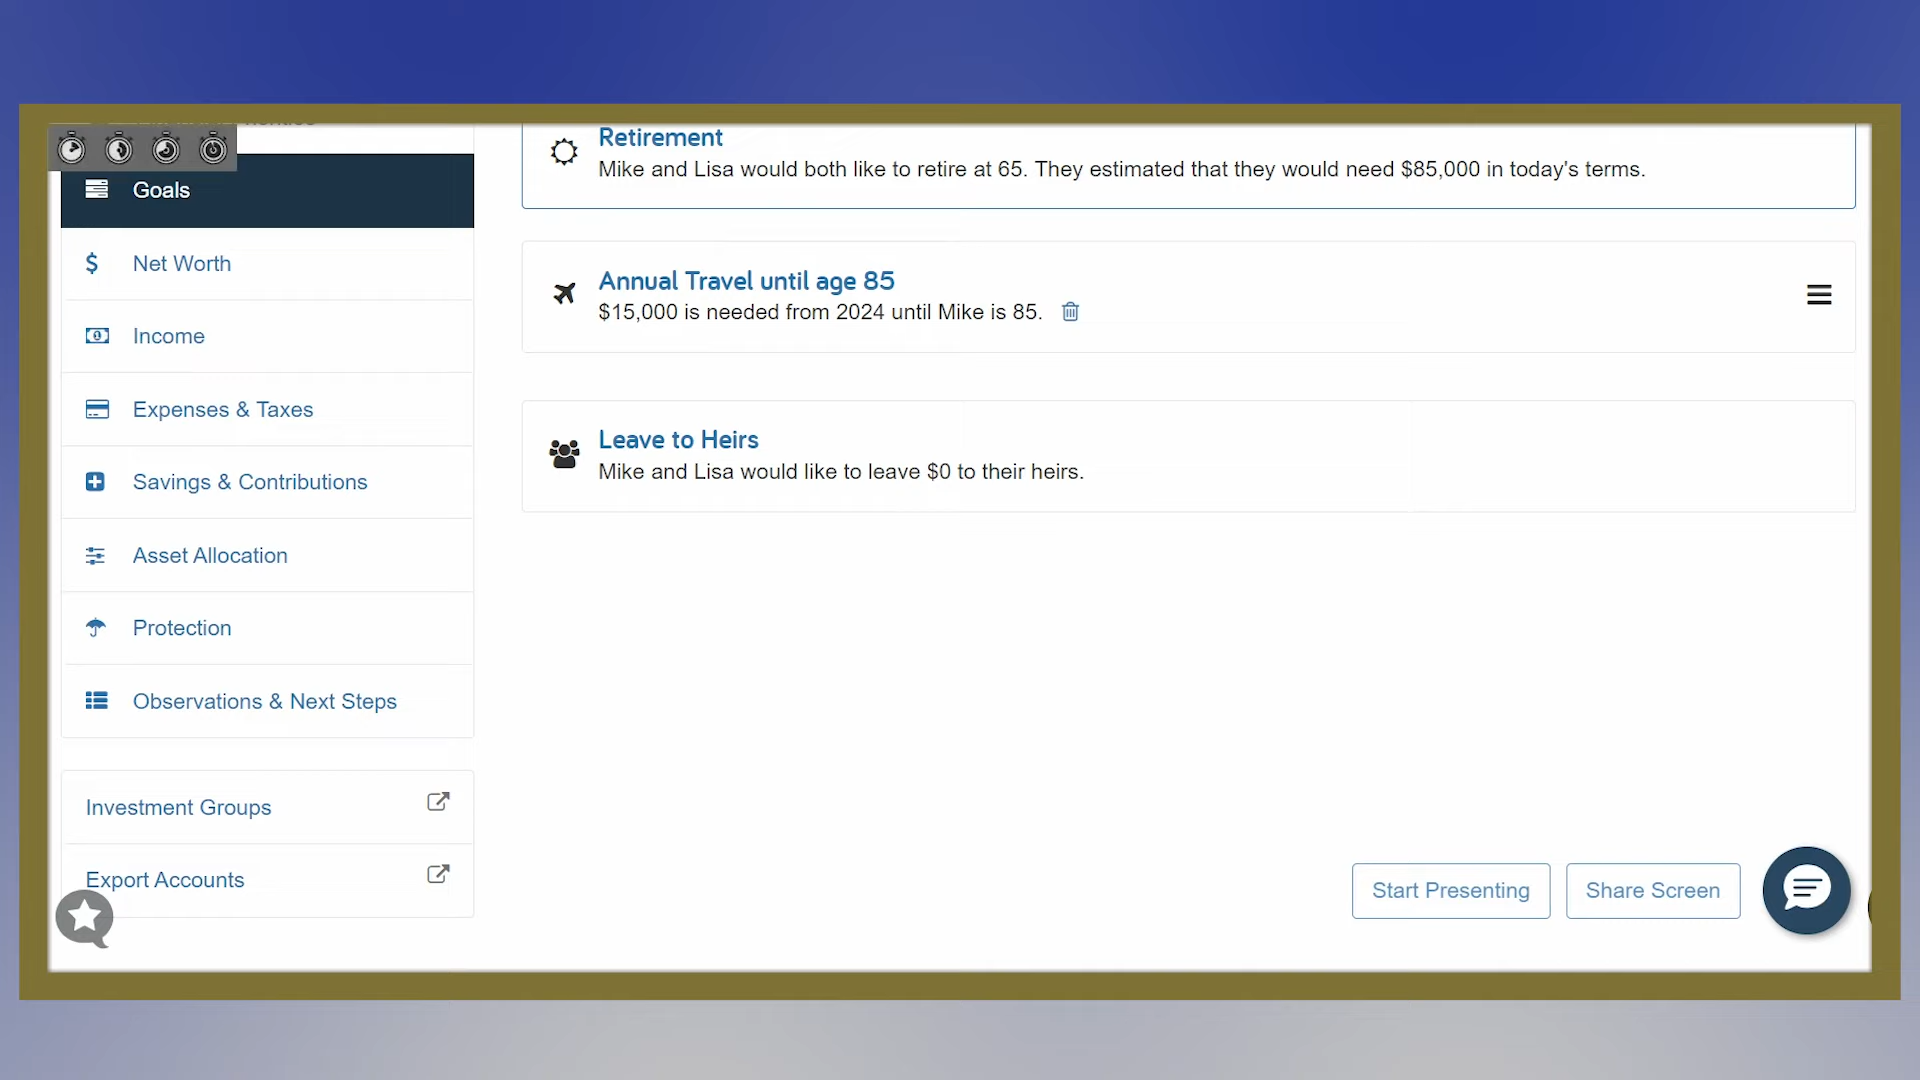 Retirement
Mike and Lisa would both like to retire at 65. They estimated that they would need $85,000 in today's terms.
Goals
Net Worth
Income
Expenses & Taxes
Savings & Contributions
Asset Allocation
Protection
Observations & Next Steps
Investment Groups
Export Accounts
Annual Travel until age 85
$15,000 is needed from 2024 until Mike is 85.
Leave to Heirs
Mike and Lisa would like to leave $0 to their heirs.
Start Presenting
Share Screen